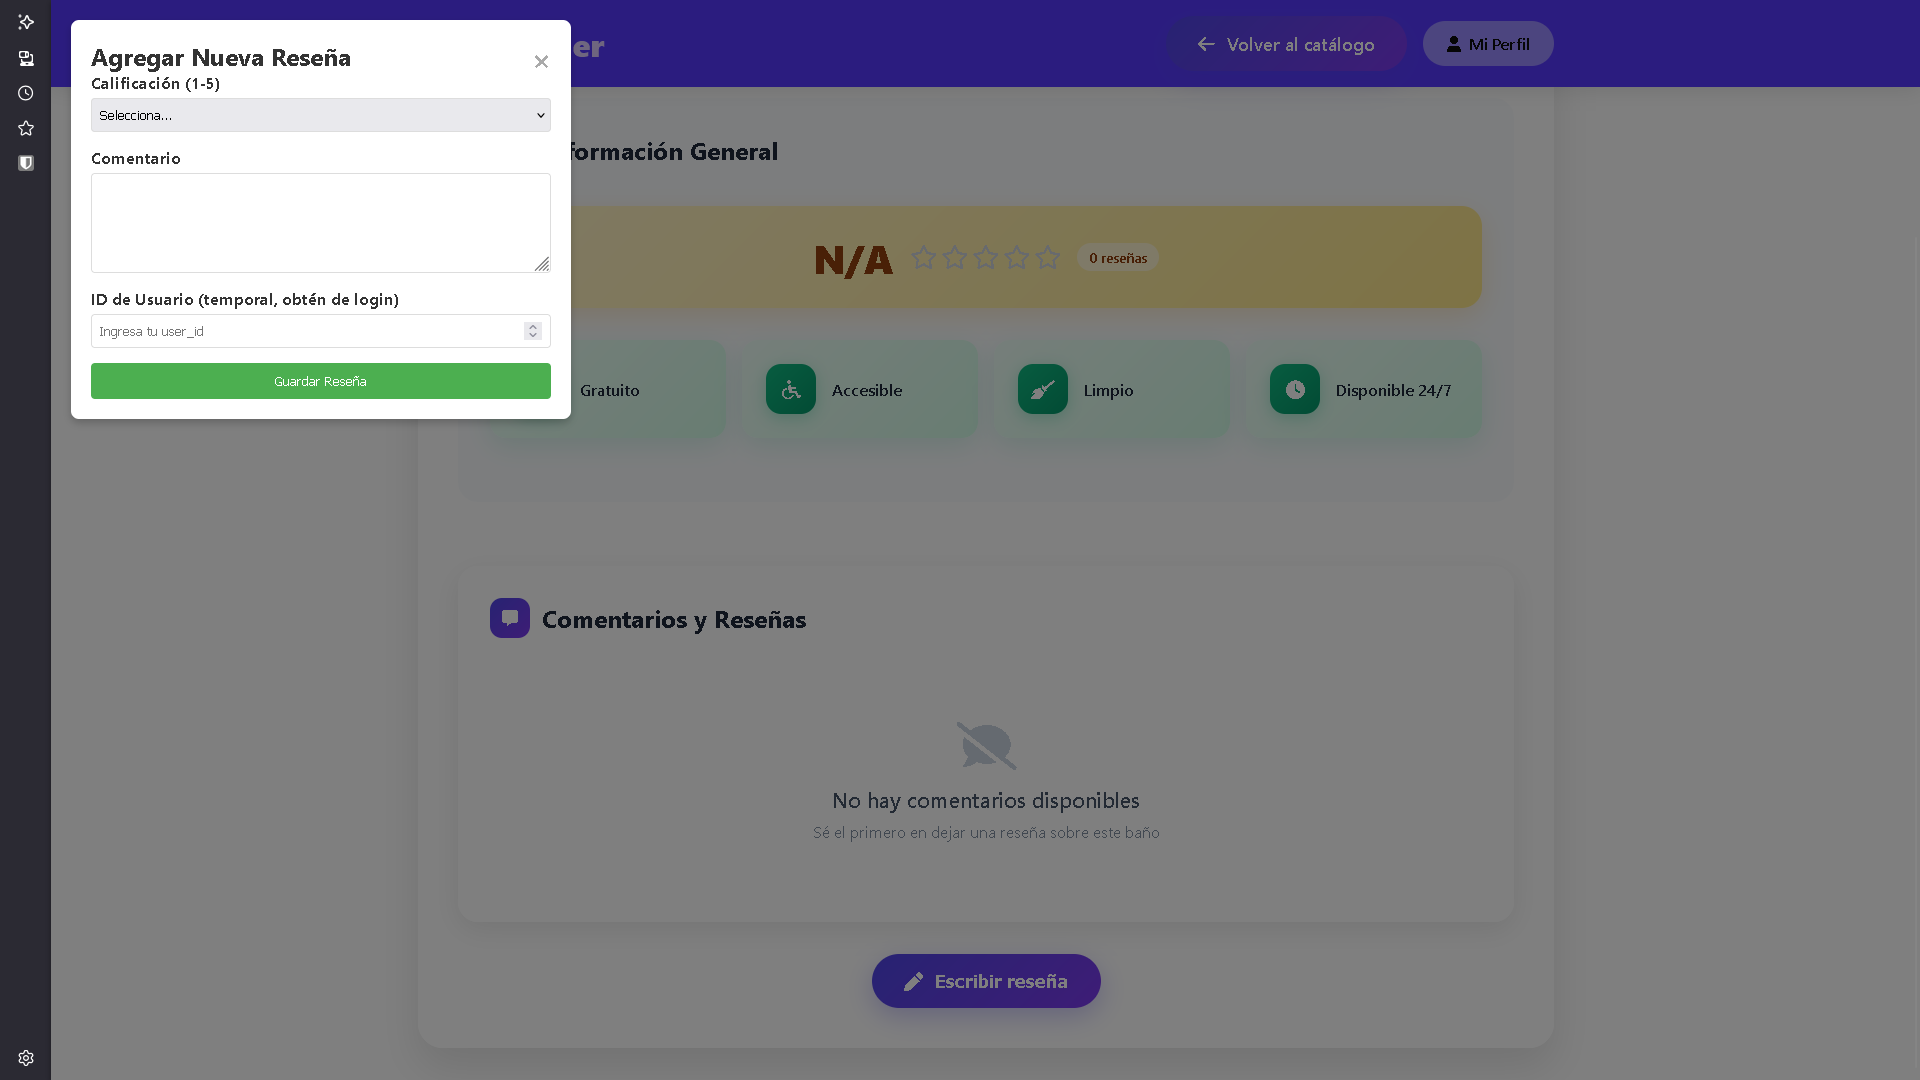 Agregar Nueva Reseña
Calificación (1-5)
Selecciona...
Comentario
ID de Usuario (temporal, obtén de login)
Ingresa tu user_id
Guardar Reseña
er
Volver al catálogo
Mi Perfil
formación General
N/A
0 reseñas
Gratuito
Accesible
Limpio
Disponible 24/7
Comentarios y Reseñas
No hay comentarios disponibles
Sé el primero en dejar una reseña sobre este baño
Escribir reseña